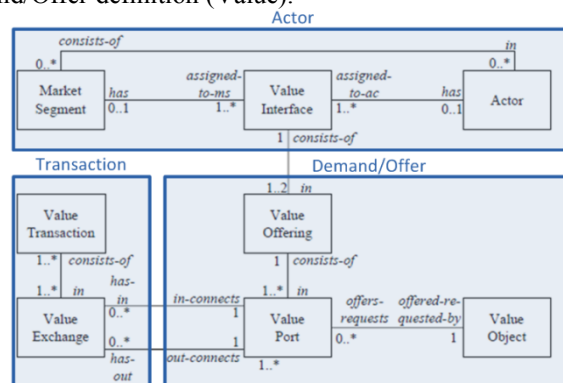 nd/Offer definition (Value).
Actor
consists-of
in
0..*
0..*
Market
Segment
has
0..1
assigned-
to-ms
1..*
Value
Interface
assigned-
to-ac
1..*
has
0..1
Actor
1 consists-of
Transaction
Demand/Offer
1..2 in
Value
Transaction
Value
Offering
1..* consists-of
1 consists-of
1..* in
has-
in
0..*
in-connects
1
1..* in
offers-
requests
0..*
offered-re-
quested-by
1
Value
Exchange
Value
Port
Value
Object
0..*
has-
out
1
out-connects
1..*